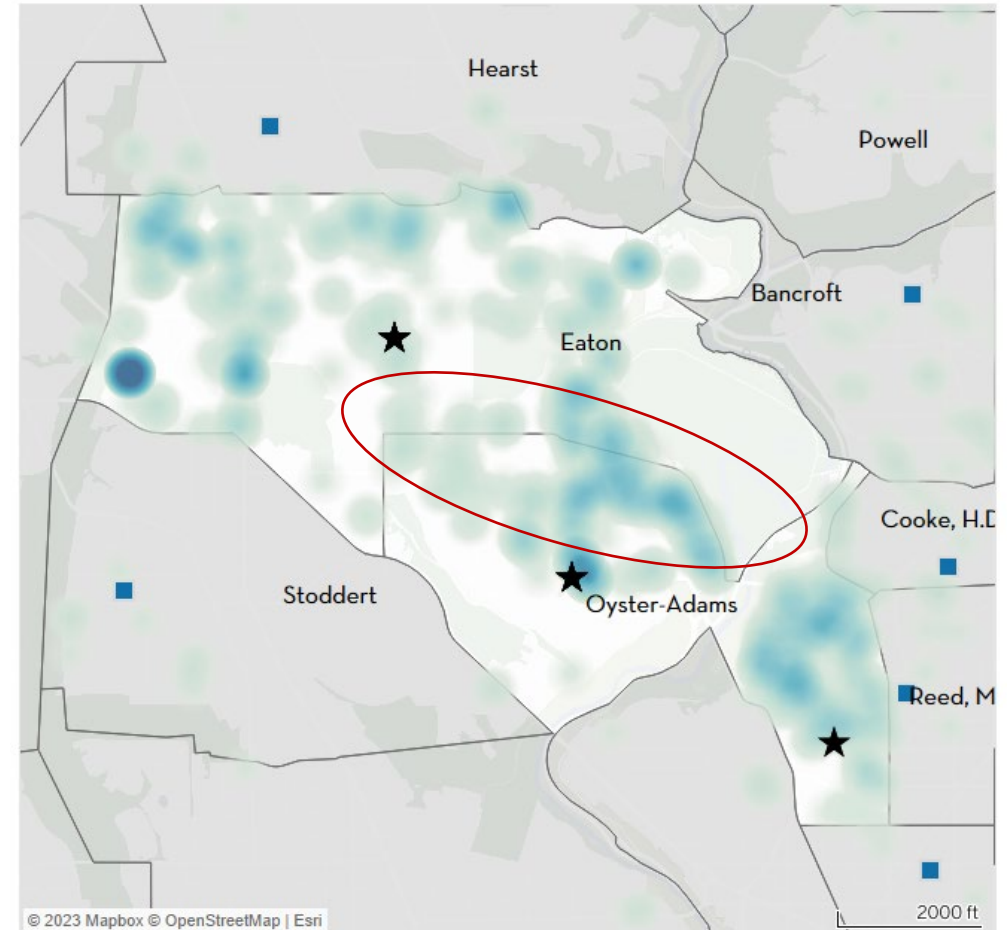 Hearst
Powell
Bancroft
Eaton
Cooke, H.D
Stoddert
Oyster-Adams
Reed, M
© 2023 Mapbox © OpenStreetMap | Esri
2000 ft